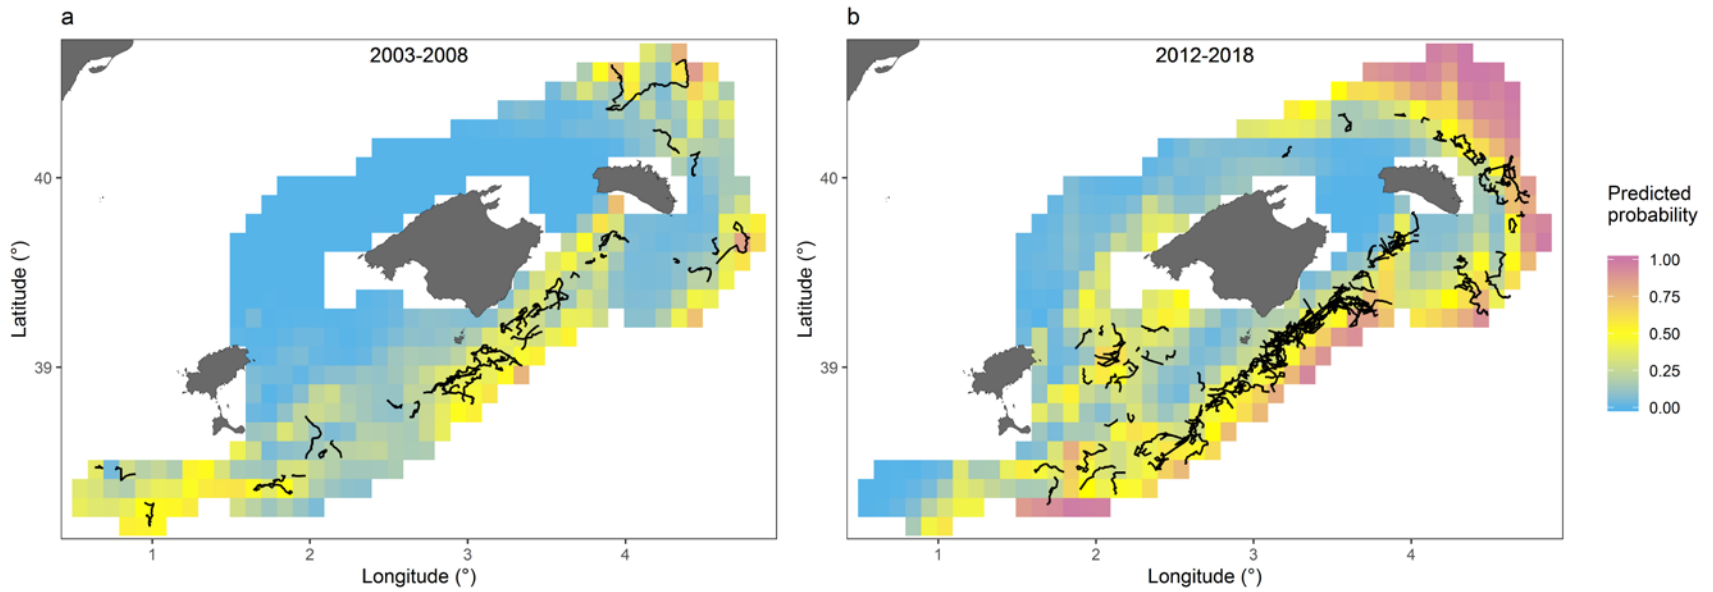 a
2003-2008
40
39
Latitude (°)
1 2 3 4
Longitude (°)
b
2012-2018
40
39
Latitude (°)
1 2 3 4
Longitude (°)
Predicted
probability
1.00
0.75
0.50
0.25
0.00